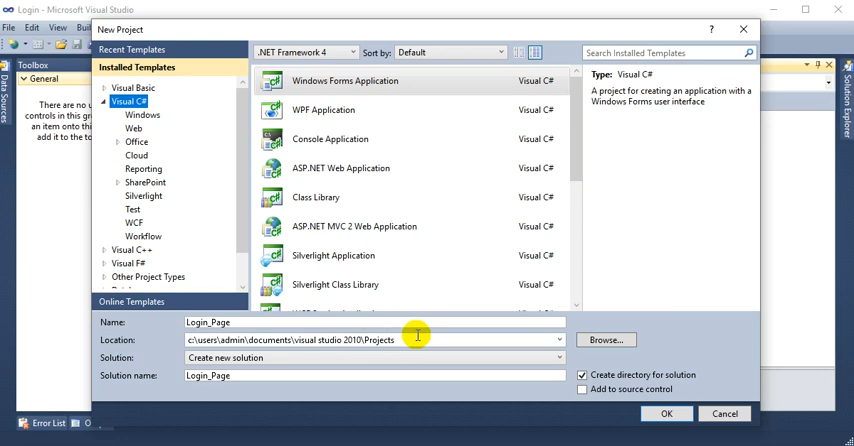 Login - Microsoft Visual Studio
File Edit View
New Project
Toolbox
General
There are no u
controls in this gr
an item onto thi
add it to the to
Data Sources
Solution Explorer
Recent Templates
Installed Templates
Visual Basic
Visual C#
Windows
Web
Office
Cloud
Reporting
SharePoint
Silverlight
Test
WCF
Workflow
Visual C++
Visual F#
Other Project Types
Online Templates
.NET Framework 4
Sort by: Default
Search Installed Templates
Windows Forms Application Visual C#
WPF Application Visual C#
Console Application Visual C#
ASP.NET Web Application Visual C#
Class Library Visual C#
ASP.NET MVC 2 Web Application Visual C#
Silverlight Application Visual C#
Silverlight Class Library Visual C#
Type: Visual C#
A project for creating an application with a
Windows Forms user interface
Name: Login_Page
Location: c:\users\admin\documents\visual studio 2010\Projects
Browse...
Solution: Create new solution
Solution name: Login_Page
Create directory for solution
Add to source control
OK Cancel
Error List